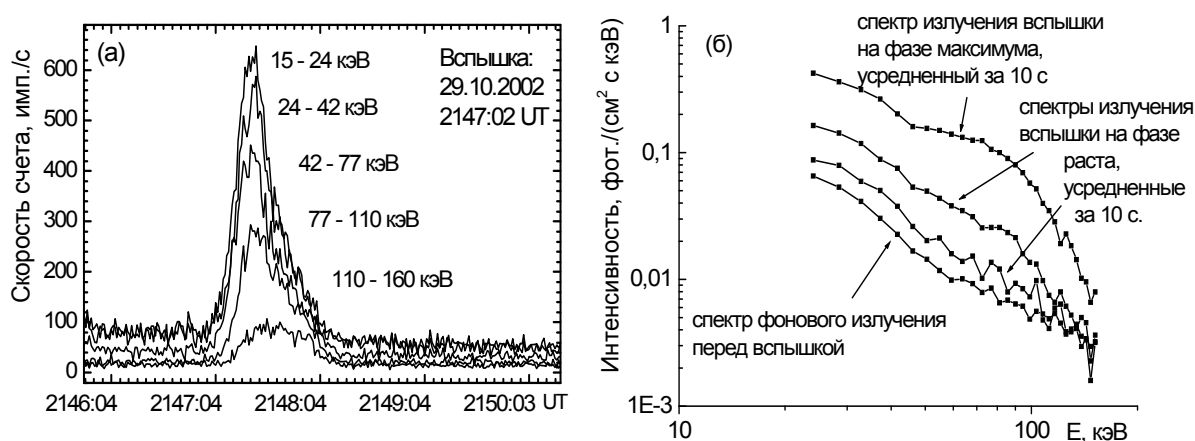 (а)
Вспышка:
29.10.2002
2147:02 UT
15 - 24 кэВ
24 - 42 кэВ
42 - 77 кэВ
77 - 110 кэВ
110 - 160 кэВ
Скорость счета, имп./с
600
500
400
300
200
100
0
2146:04 2147:04 2148:04 2149:04 2150:03 UT
(б)
спектр излучения вспышки
на фазе максимума,
усредненный за 10 с
спектры излучения
вспышки на фазе
раста,
усредненные
за 10 с.
спектр фонового излучения
перед вспышкой
Интенсивность, фот./(см² с кэВ)
1
0,1
0,01
1E-3
10 100 E, кэВ